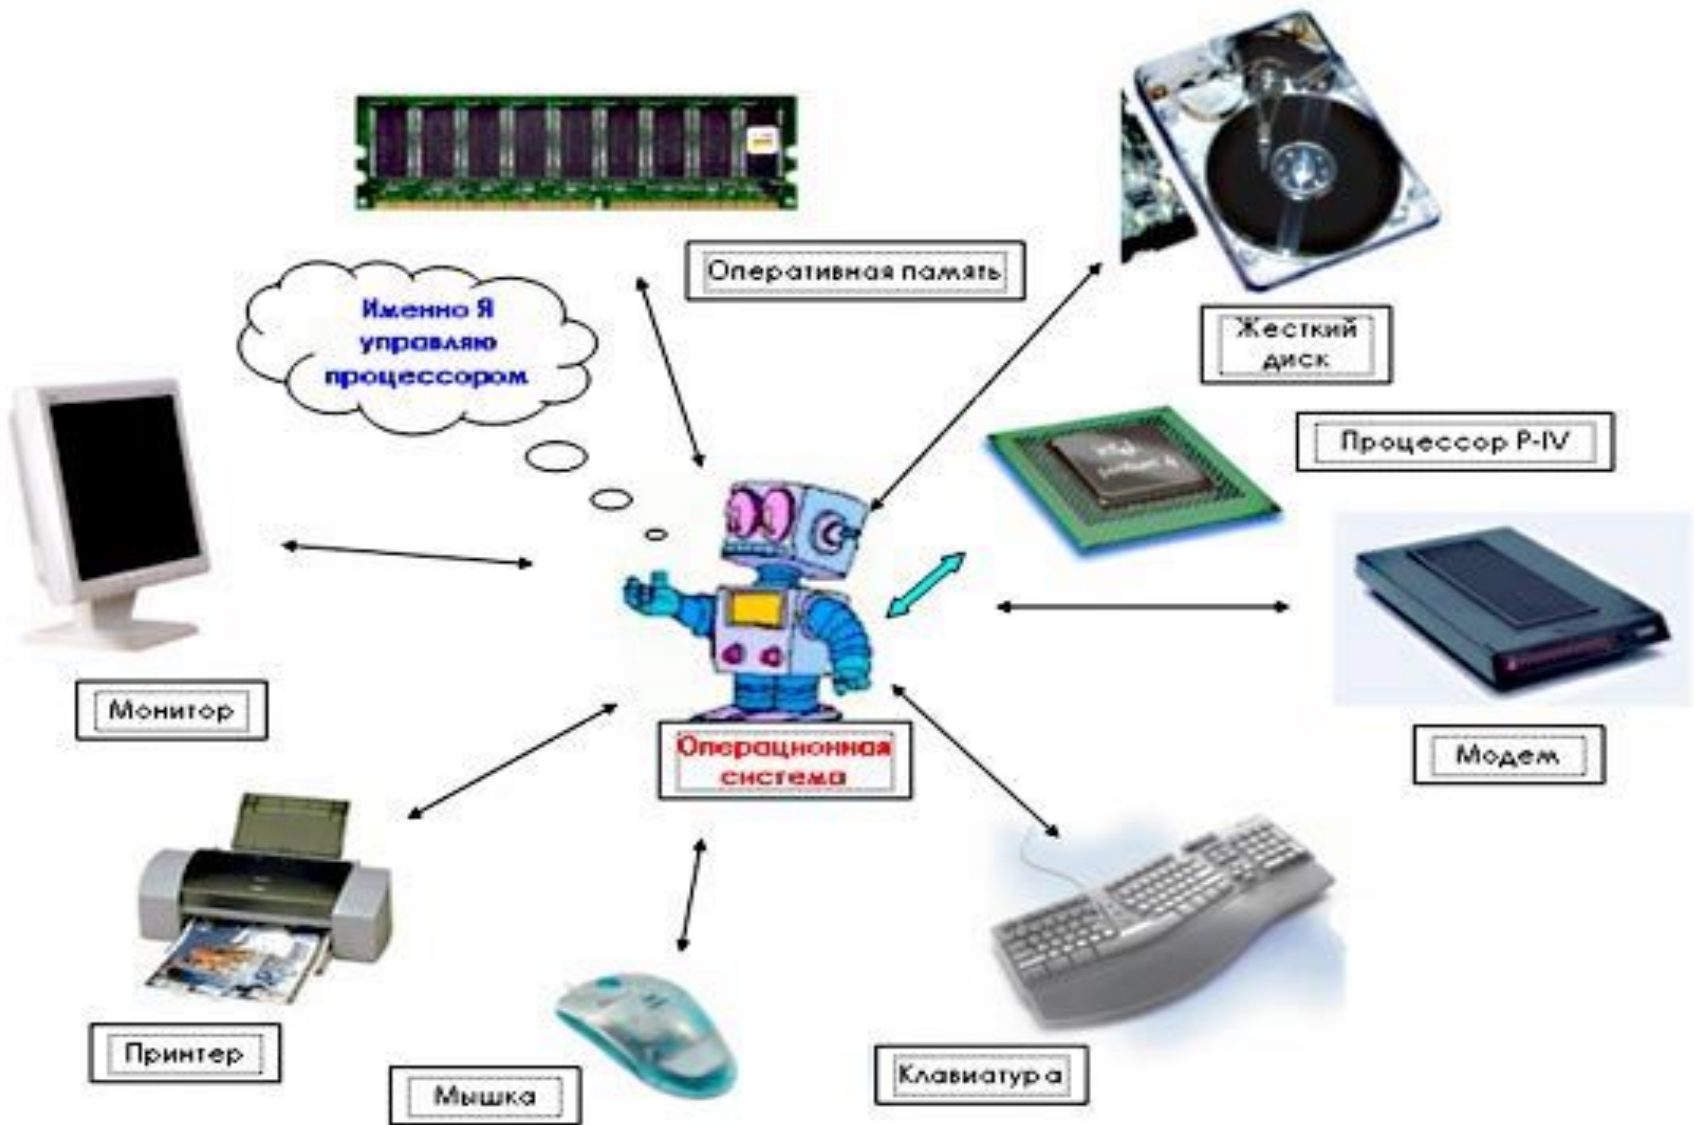 Оперативная память
Жесткий
диск
Именно Я
управляю
процессором
Процессор P-IV
Монитор
Модем
Операционная
система
Принтер
Мышка
Клавиатура